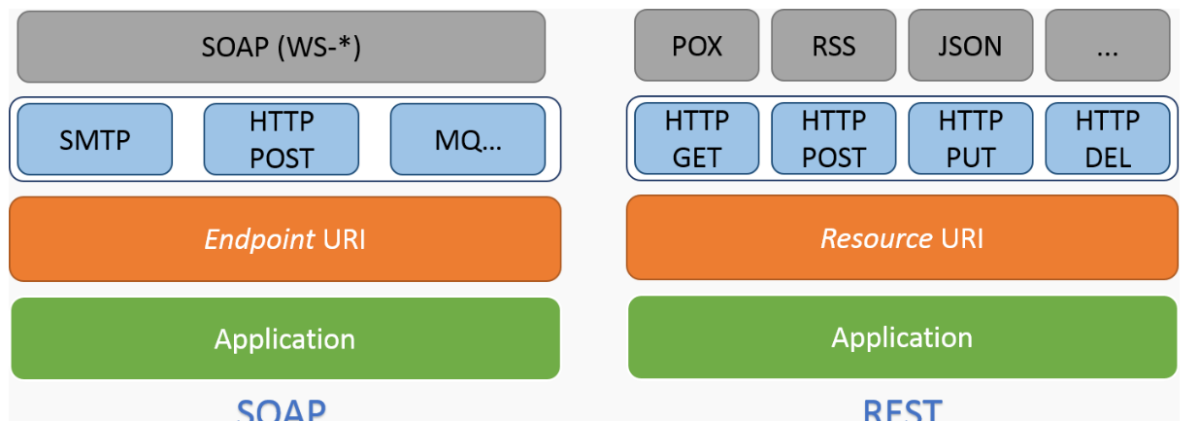 SOAP (WS-*)
SMTP
HTTP
POST
MQ...
Endpoint URI
Application
SOAP
POX
RSS
JSON
...
HTTP
GET
HTTP
POST
HTTP
PUT
HTTP
DEL
Resource URI
Application
REST